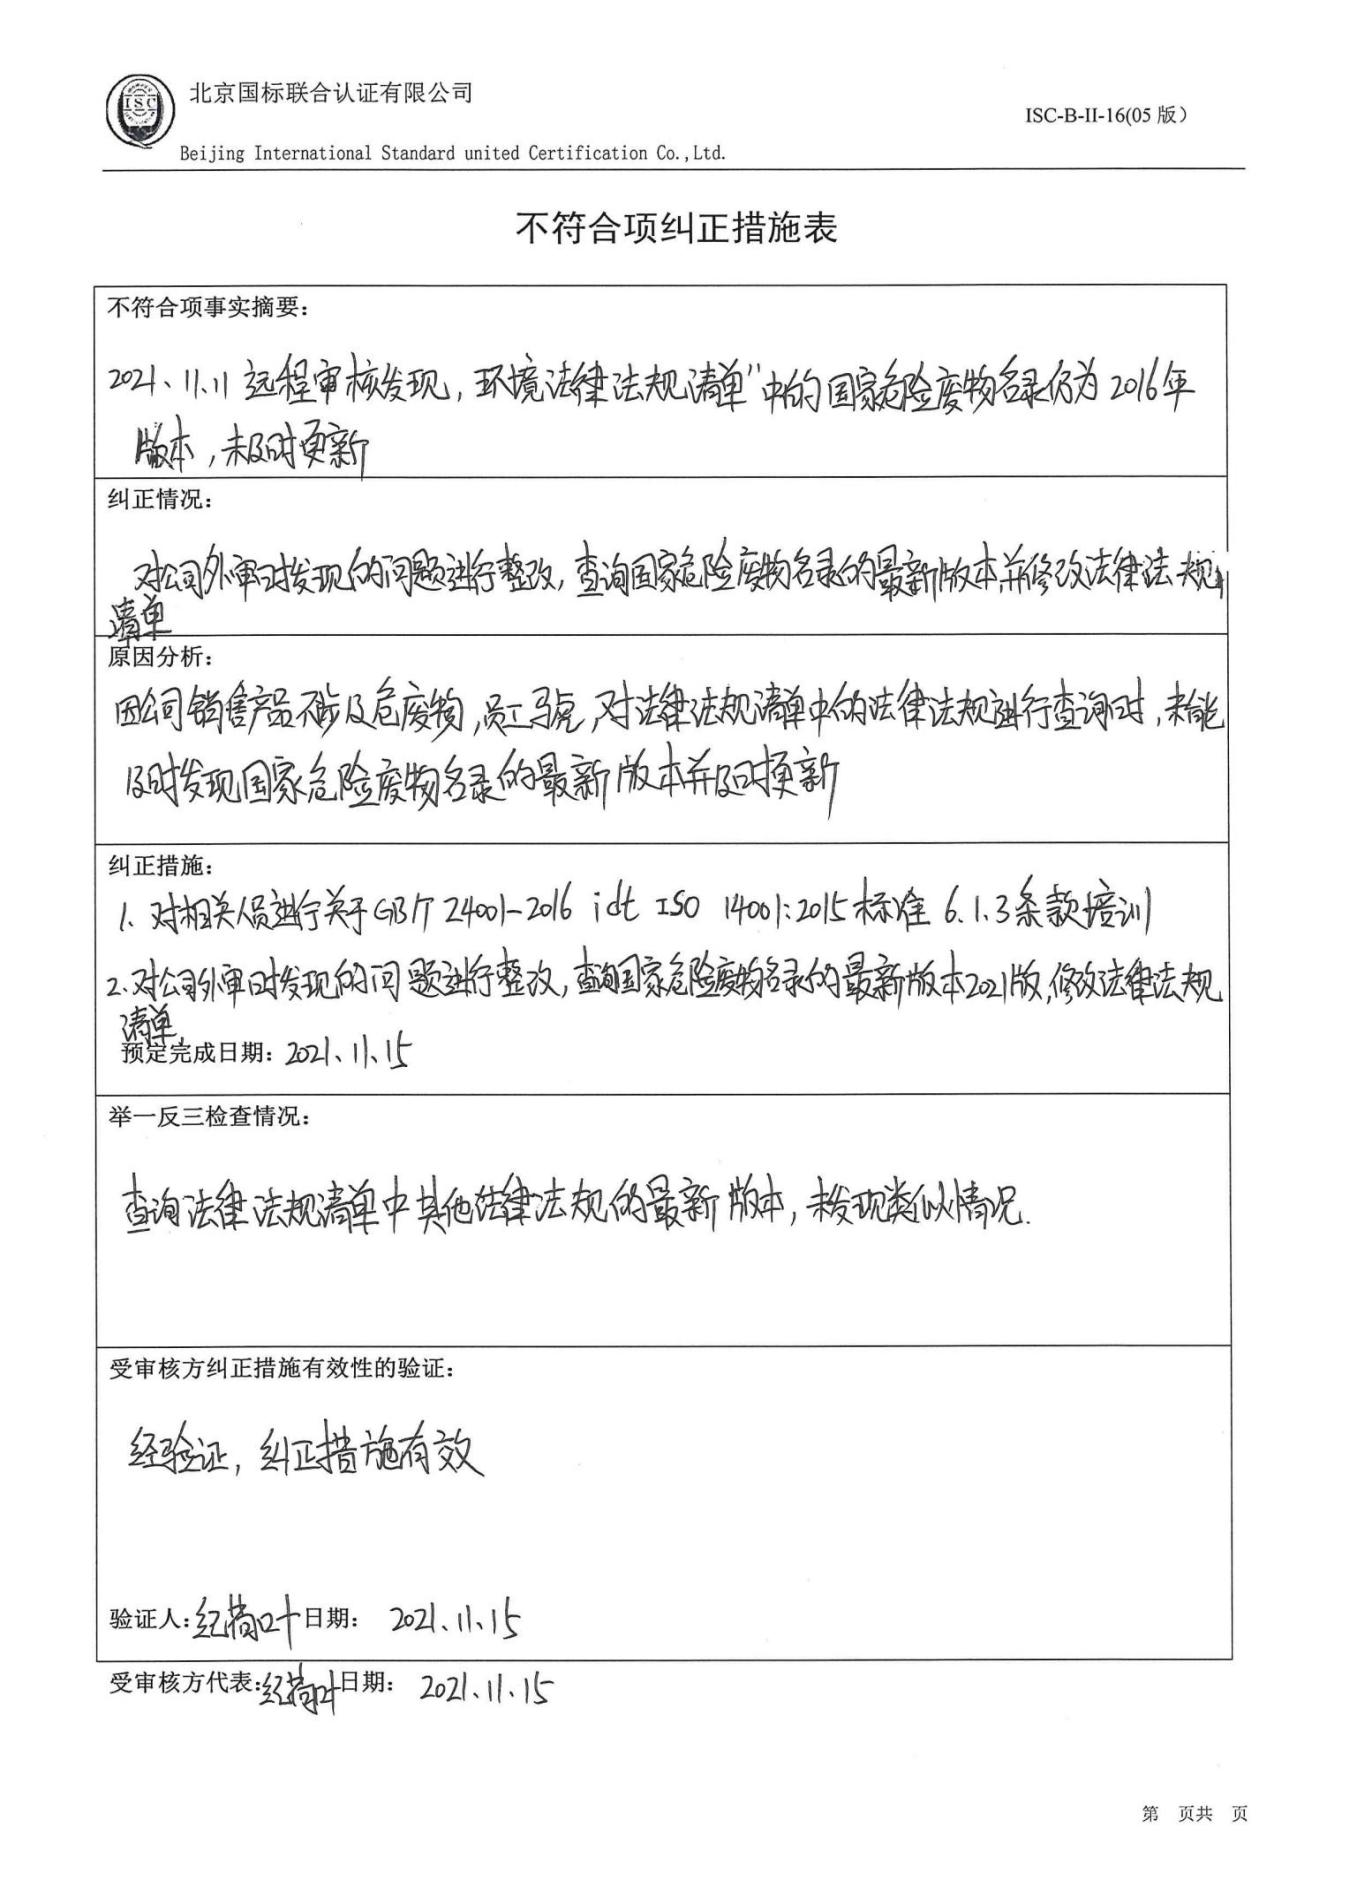 北京国标联合认证有限公司
ISC-B-II-16(05 版）
ISC
Beijing International Standard united Certification Co.,Ltd.
不符合项纠正措施表
不符合项事实摘要：
2021、11.11 远程审核发现，环境法律法规清单"中的国家危险废物名录仍为2016年
版本，未及时更新
纠正情况：
对公司外审时发现的问题进行整改，查询国家危险废物名录的最新版本并修改法律法规
清单
原因分析：
因公司销售产品不涉及危废物，员工马虎，对法律法规清单中的法律法规进行查询时，未能
及时发现国家危险废物名录的最新版本并及时更新
纠正措施：
1. 对相关人员进行关于GB/T 24001-2016 idt ISO 14001:2015标准 6.1.3条款培训
2.对公司外审时发现的问题进行整改，查询国家危险废物名录的最新版本2021版，修改法律法规
清单.
预定完成日期：2021、11、15
举一反三检查情况：
查询法律法规清单中其他法律法规的最新版本，未发现类似情况.
受审核方纠正措施有效性的验证：
经验证，纠正措施有效
验证人：纪荷叶日期： 2021.11、15
受审核方代表：纪荷叶日期： 2021、11、15
第 页共 页